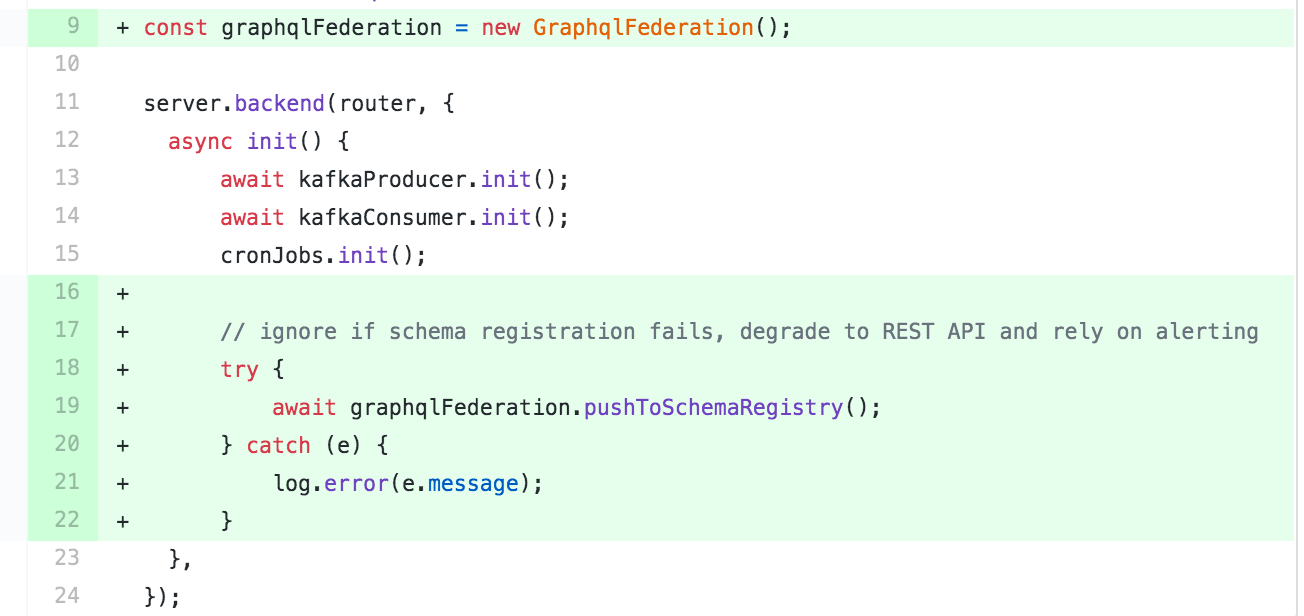 9 + const graphqlFederation = new GraphqlFederation();
10
11 server.backend(router, {
12 async init() {
13 await kafkaProducer.init();
14 await kafkaConsumer.init();
15 cronJobs.init();
16 +
17 + // ignore if schema registration fails, degrade to REST API and rely on alerting
18 + try {
19 + await graphqlFederation.pushToSchemaRegistry();
20 + } catch (e) {
21 + log.error(e.message);
22 + }
23 },
24 });